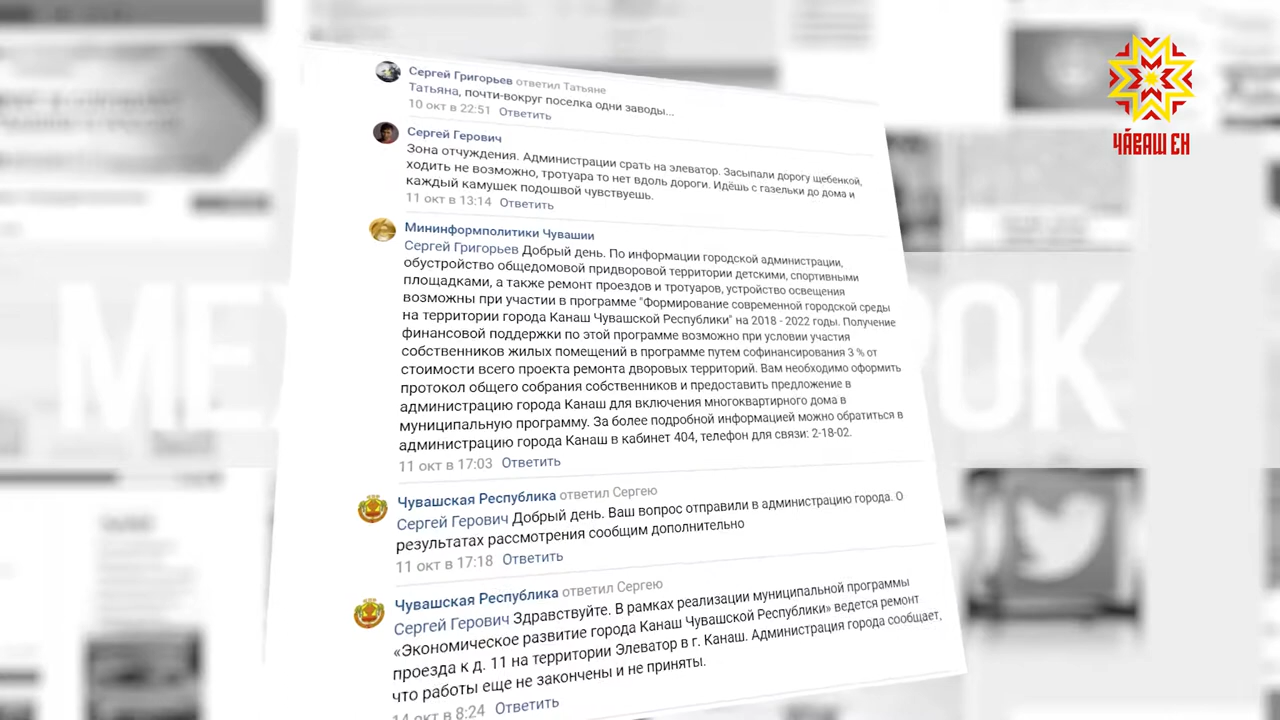 Сергей Григорьев ответил Татьяне
Татьяна, почти-вокруг поселка одни заводы...
10 окт в 22:51 Ответить
Сергей Герович
Зона отчуждения. Администрации срать на элеватор. Засыпали дорогу щебенкой,
ходить не возможно, тротуара то нет вдоль дороги. Идёшь с газельки до дома и
каждый камушек подошвой чувствуешь.
11 окт в 13:14 Ответить
Мининформполитики Чувашии
Сергей Григорьев Добрый день. По информации городской администрации,
обустройство общедомовой придворовой территории детскими, спортивными
площадками, а также ремонт проездов и тротуаров, устройство освещения
возможны при участии в программе "Формирование современной городской среды
на территории города Канаш Чувашской Республики" на 2018 - 2022 годы. Получение
финансовой поддержки по этой программе возможно при условии участия
собственников жилых помещений в программе путем софинансирования 3 % от
стоимости всего проекта ремонта дворовых территорий. Вам необходимо оформить
протокол общего собрания собственников и предоставить предложение в
администрацию города Канаш для включения многоквартирного дома в
муниципальную программу. За более подробной информацией можно обратиться в
администрацию города Канаш в кабинет 404, телефон для связи: 2-18-02.
11 окт в 17:03 Ответить
Чувашская Республика ответил Сергею
Сергей Герович Добрый день. Ваш вопрос отправили в администрацию города. О
результатах рассмотрения сообщим дополнительно
11 окт в 17:18 Ответить
Чувашская Республика ответил Сергею
Сергей Герович Здравствуйте. В рамках реализации муниципальной программы
«Экономическое развитие города Канаш Чувашской Республики» ведется ремонт
проезда к д. 11 на территории Элеватор в г. Канаш. Администрация города сообщает,
что работы еще не закончены и не приняты.
14 окт в 8:24 Ответить
ЧӐВАШ ЕН